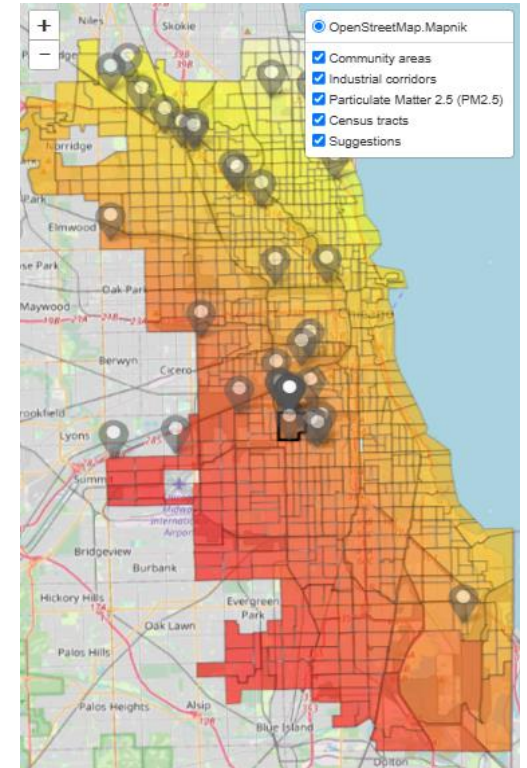 +
−
OpenStreetMap.Mapnik
Community areas
Industrial corridors
Particulate Matter 2.5 (PM2.5)
Census tracts
Suggestions
Niles
Skokie
Norridge
Park
Elmwood
Oak Park
Maywood
Chicago
Berwyn
Cicero
Lyons
Summit
Midway
International
Airport
Bridgeview
Burbank
Hickory Hills
Evergreen
Park
Oak Lawn
Palos Hills
Palos Heights
Alsip
Blue Island
Dolton